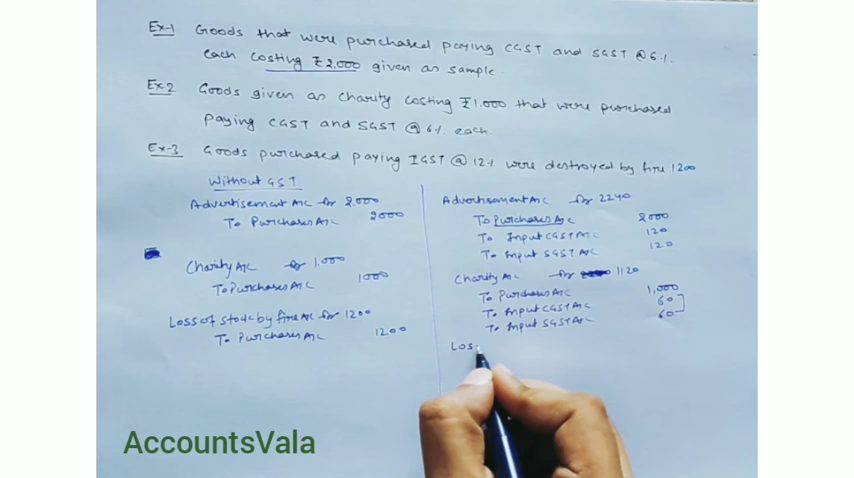 Ex-1 Goods that were purchased paying CGST and SGST @ 6%.
each costing ₹2,000 given as sample.
Ex-2 Goods given as charity costing ₹1,000 that were purchased
paying CGST and SGST @ 6% each
Ex-3 Goods purchased paying IGST @ 12% were destroyed by fire 1200
Without GST
Advertisement A/c Dr 2,000
To Purchases A/c 2000
Charity A/c Dr 1,000
To Purchases A/c 1000
Loss of stock by fire A/c Dr 1200
To Purchases A/c 1200
Advertisement A/c Dr 2240
To Purchases A/c 2000
To Input CGST A/c 120
To Input SGST A/c 120
Charity A/c Dr 1120
To Purchases A/c 1,000
To Input CGST A/c 60
To Input SGST A/c 60
Los
AccountsVala